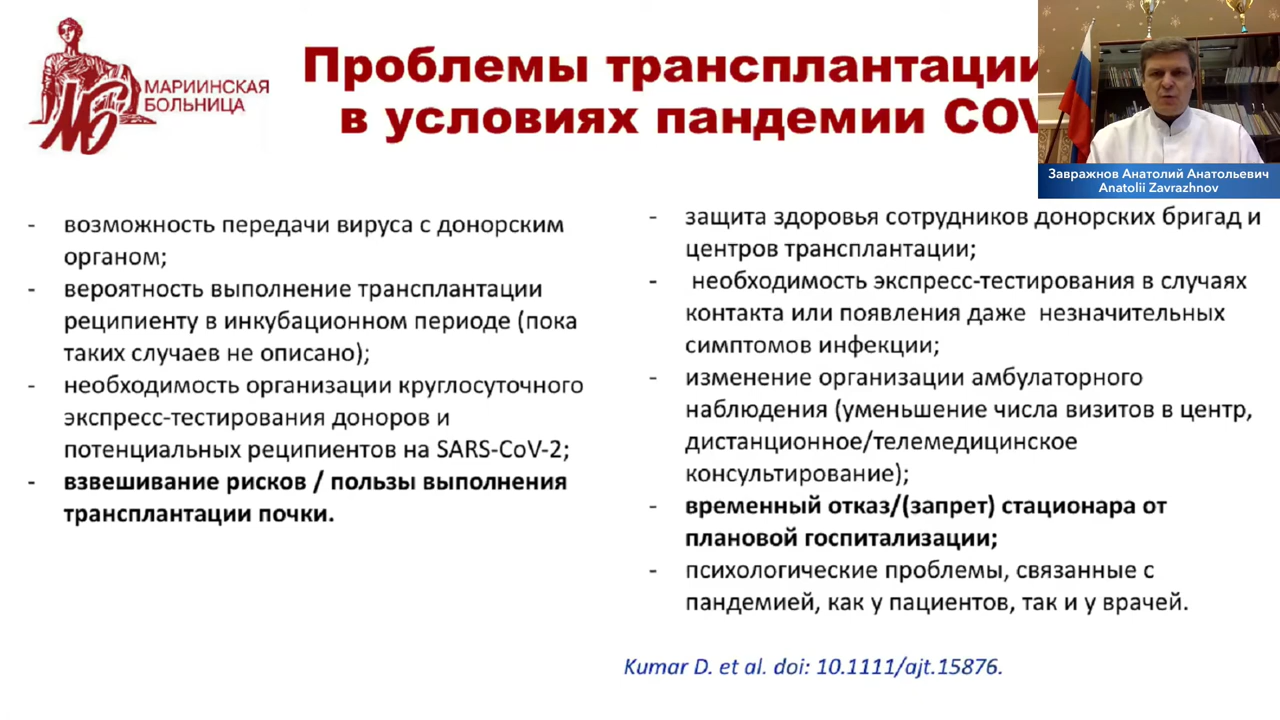 МАРИИНСКАЯ
БОЛЬНИЦА
Проблемы трансплантации
в условиях пандемии COV
Завражнов Анатолий Анатольевич
Anatolii Zavrazhnov
- возможность передачи вируса с донорским
органом;
- вероятность выполнение трансплантации
реципиенту в инкубационном периоде (пока
таких случаев не описано);
- необходимость организации круглосуточного
экспресс-тестирования доноров и
потенциальных реципиентов на SARS-CoV-2;
- взвешивание рисков / пользы выполнения
трансплантации почки.
- защита здоровья сотрудников донорских бригад и
центров трансплантации;
- необходимость экспресс-тестирования в случаях
контакта или появления даже незначительных
симптомов инфекции;
- изменение организации амбулаторного
наблюдения (уменьшение числа визитов в центр,
дистанционное/телемедицинское
консультирование);
- временный отказ/(запрет) стационара от
плановой госпитализации;
- психологические проблемы, связанные с
пандемией, как у пациентов, так и у врачей.
Kumar D. et al. doi: 10.1111/ajt.15876.